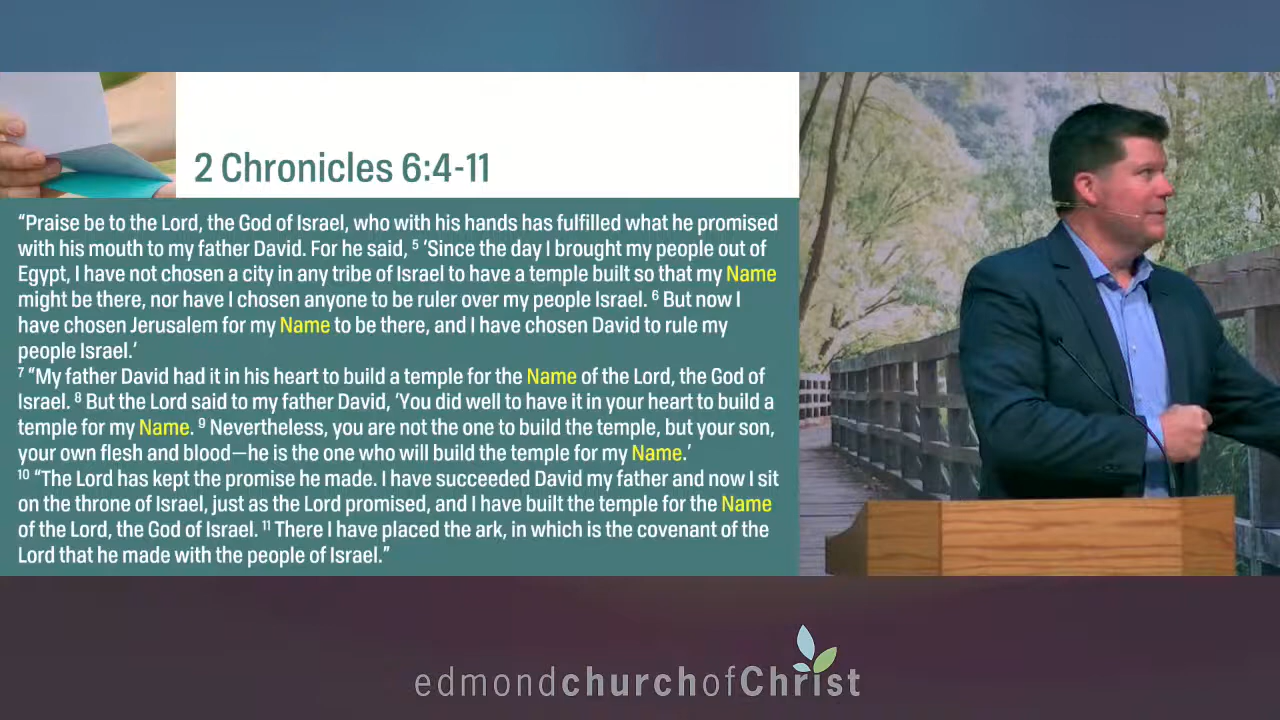 2 Chronicles 6:4-11
“Praise be to the Lord, the God of Israel, who with his hands has fulfilled what he promised
with his mouth to my father David. For he said, ⁵ ‘Since the day I brought my people out of
Egypt, I have not chosen a city in any tribe of Israel to have a temple built so that my Name
might be there, nor have I chosen anyone to be ruler over my people Israel. ⁶ But now I
have chosen Jerusalem for my Name to be there, and I have chosen David to rule my
people Israel.’
⁷ “My father David had it in his heart to build a temple for the Name of the Lord, the God of
Israel. ⁸ But the Lord said to my father David, ‘You did well to have it in your heart to build a
temple for my Name. ⁹ Nevertheless, you are not the one to build the temple, but your son,
your own flesh and blood—he is the one who will build the temple for my Name.’
¹⁰ “The Lord has kept the promise he made. I have succeeded David my father and now I sit
on the throne of Israel, just as the Lord promised, and I have built the temple for the Name
of the Lord, the God of Israel. ¹¹ There I have placed the ark, in which is the covenant of the
Lord that he made with the people of Israel.”
edmondchurchofChrist